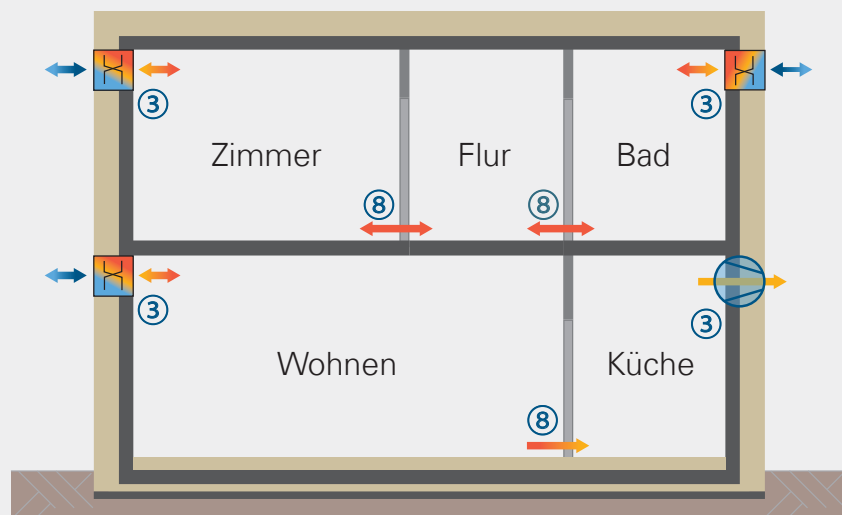 ③ ③
Zimmer Flur Bad
⑧ ⑧
③ ③
Wohnen Küche
⑧